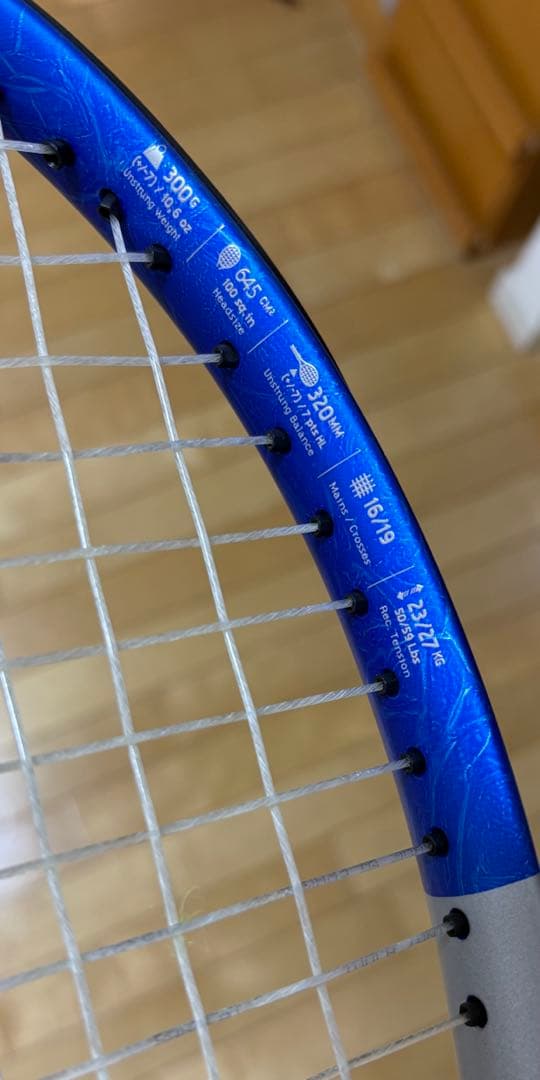 300G
(+/-7) / 10.6 oz
Unstrung Weight
645 CM²
100 sq.in
Headsize
320MM
(+/-7) / 7 pts HL
Unstrung Balance
16/19
Mains / Crosses
23/27 KG
50/59 Lbs
Rec. Tension